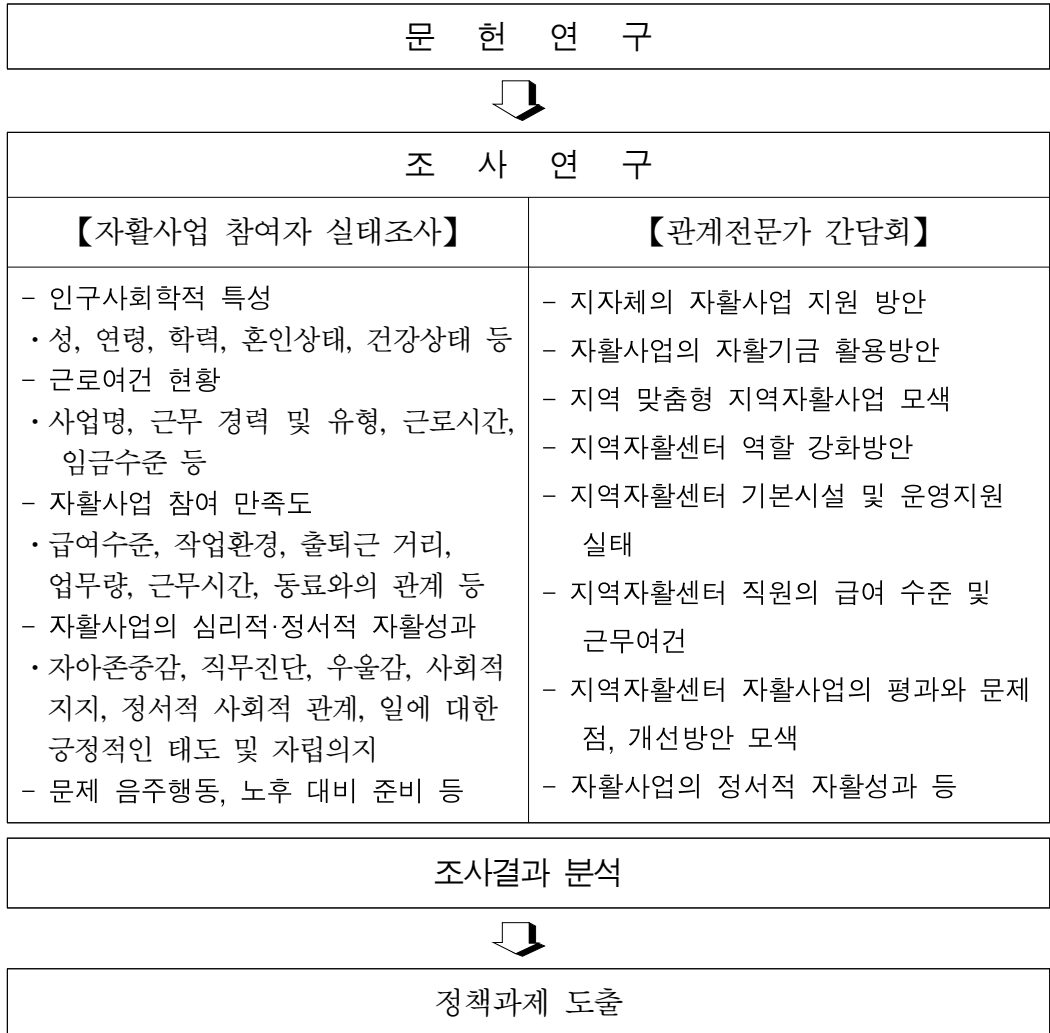 문 헌 연 구
조 사 연 구
【자활사업 참여자 실태조사】
- 인구사회학적 특성
·성, 연령, 학력, 혼인상태, 건강상태 등
- 근로여건 현황
·사업명, 근무 경력 및 유형, 근로시간,
임금수준 등
- 자활사업 참여 만족도
·급여수준, 작업환경, 출퇴근 거리,
업무량, 근무시간, 동료와의 관계 등
- 자활사업의 심리적·정서적 자활성과
·자아존중감, 직무진단, 우울감, 사회적
지지, 정서적 사회적 관계, 일에 대한
긍정적인 태도 및 자립의지
- 문제 음주행동, 노후 대비 준비 등
【관계전문가 간담회】
- 지자체의 자활사업 지원 방안
- 자활사업의 자활기금 활용방안
- 지역 맞춤형 지역자활사업 모색
- 지역자활센터 역할 강화방안
- 지역자활센터 기본시설 및 운영지원
실태
- 지역자활센터 직원의 급여 수준 및
근무여건
- 지역자활센터 자활사업의 평과와 문제
점, 개선방안 모색
- 자활사업의 정서적 자활성과 등
조사결과 분석
정책과제 도출